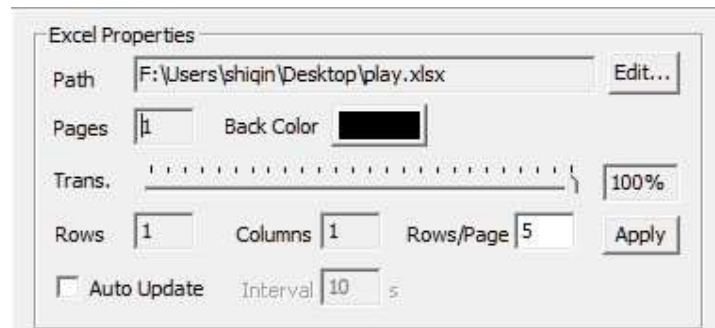 Excel Properties
Path F:\Users\shiqin\Desktop\play.xlsx Edit...
Pages 1 Back Color
Trans. 100%
Rows 1 Columns 1 Rows/Page 5 Apply
Auto Update Interval 10 s